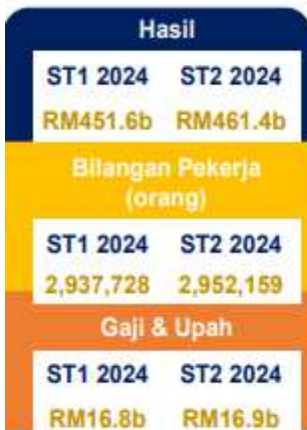 Hasil
ST1 2024 ST2 2024
RM451.6b RM461.4b
Bilangan Pekerja
(orang)
ST1 2024 ST2 2024
2,937,728 2,952,159
Gaji & Upah
ST1 2024 ST2 2024
RM16.8b RM16.9b